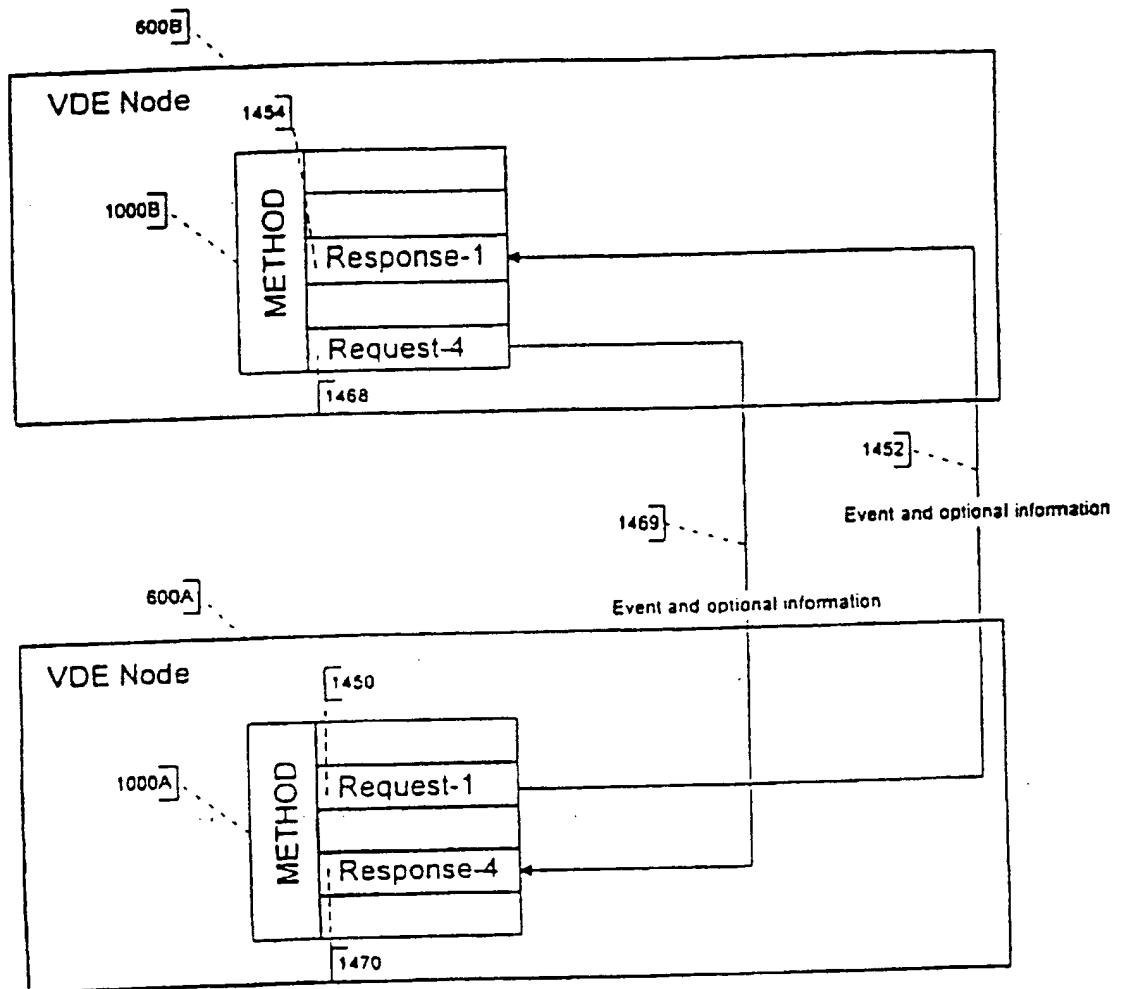 600B
VDE Node
1454
1000B
METHOD
Response-1
Request-4
1468
1452
Event and optional information
1469
Event and optional information
600A
VDE Node
1450
1000A
METHOD
Request-1
Response-4
1470